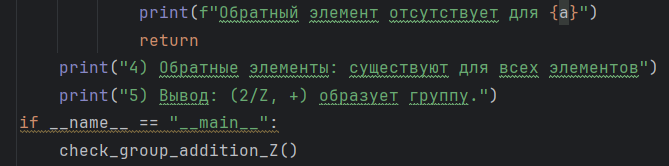 print(f"Обратный элемент отсутствует для {a}")
return
print("4) Обратные элементы: существуют для всех элементов")
print("5) Вывод: (2/Z, +) образует группу.")
if __name__ == "__main__":
check_group_addition_Z()